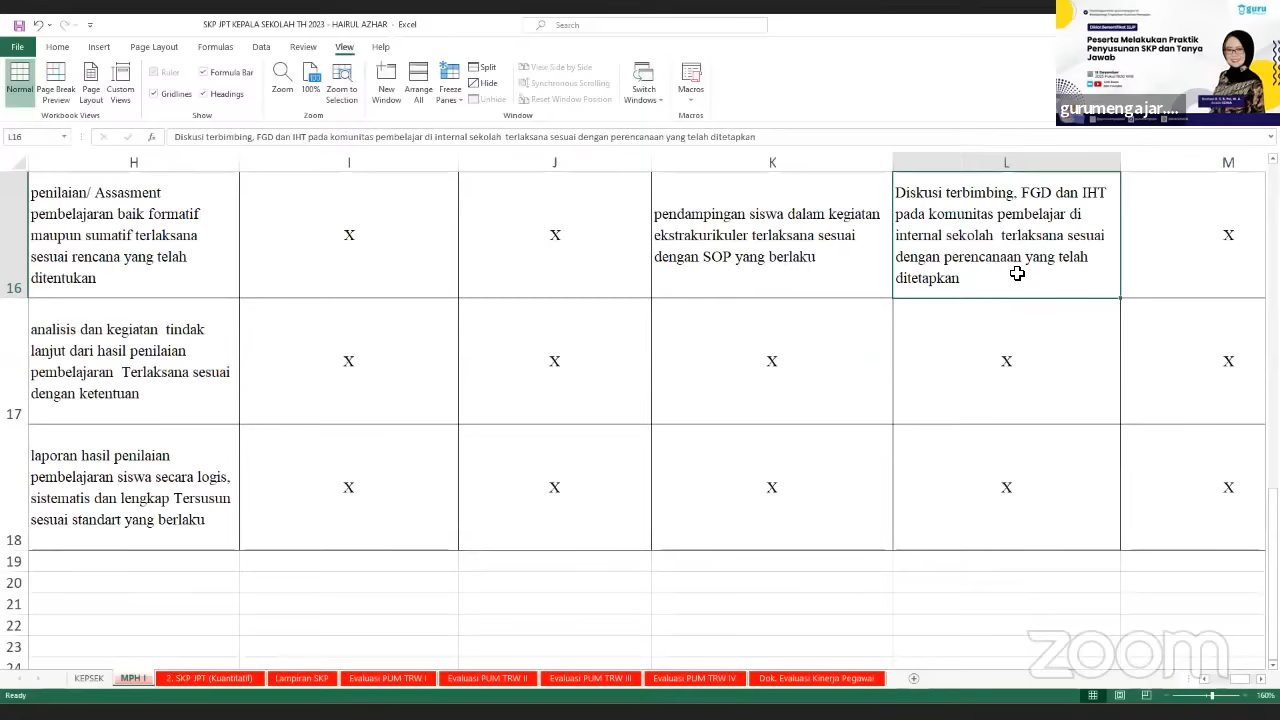 SKP JPT KEPALA SEKOLAH TH 2023 - HAIRUL AZHAR - Excel
Search
File Home Insert Page Layout Formulas Data Review View Help
Normal
Page Break Preview
Page Layout
Custom Views
Workbook Views
Ruler
Formula Bar
Gridlines
Headings
Show
Zoom
100%
Zoom to Selection
Zoom
New Window
Arrange All
Freeze Panes
Split
Hide
Unhide
View Side by Side
Synchronous Scrolling
Reset Window Position
Window
Switch Windows
Macros
Macros
guru
Peserta Melakukan Praktik
Penyusunan SKP dan Tanya
Jawab
gurumengajar....
L16
fx
Diskusi terbimbing, FGD dan IHT pada komunitas pembelajar di internal sekolah  terlaksana sesuai dengan perencanaan yang telah ditetapkan
H I J K L M
16
penilaian/ Assasment
pembelajaran baik formatif
maupun sumatif terlaksana
sesuai rencana yang telah
ditentukan
X
X
pendampingan siswa dalam kegiatan
ekstrakurikuler terlaksana sesuai
dengan SOP yang berlaku
Diskusi terbimbing, FGD dan IHT
pada komunitas pembelajar di
internal sekolah  terlaksana sesuai
dengan perencanaan yang telah
ditetapkan
X
17
analisis dan kegiatan  tindak
lanjut dari hasil penilaian
pembelajaran  Terlaksana sesuai
dengan ketentuan
X
X
X
X
X
18
laporan hasil penilaian
pembelajaran siswa secara logis,
sistematis dan lengkap Tersusun
sesuai standart yang berlaku
X
X
X
X
X
19
20
21
22
23
24
zoom
KEPSEK MPH I 2. SKP JPT (Kuantitatif) Lampiran SKP Evaluasi PUM TRW I Evaluasi PUM TRW II Evaluasi PUM TRW III Evaluasi PUM TRW IV Dok. Evaluasi Kinerja Pegawai
Ready
160%